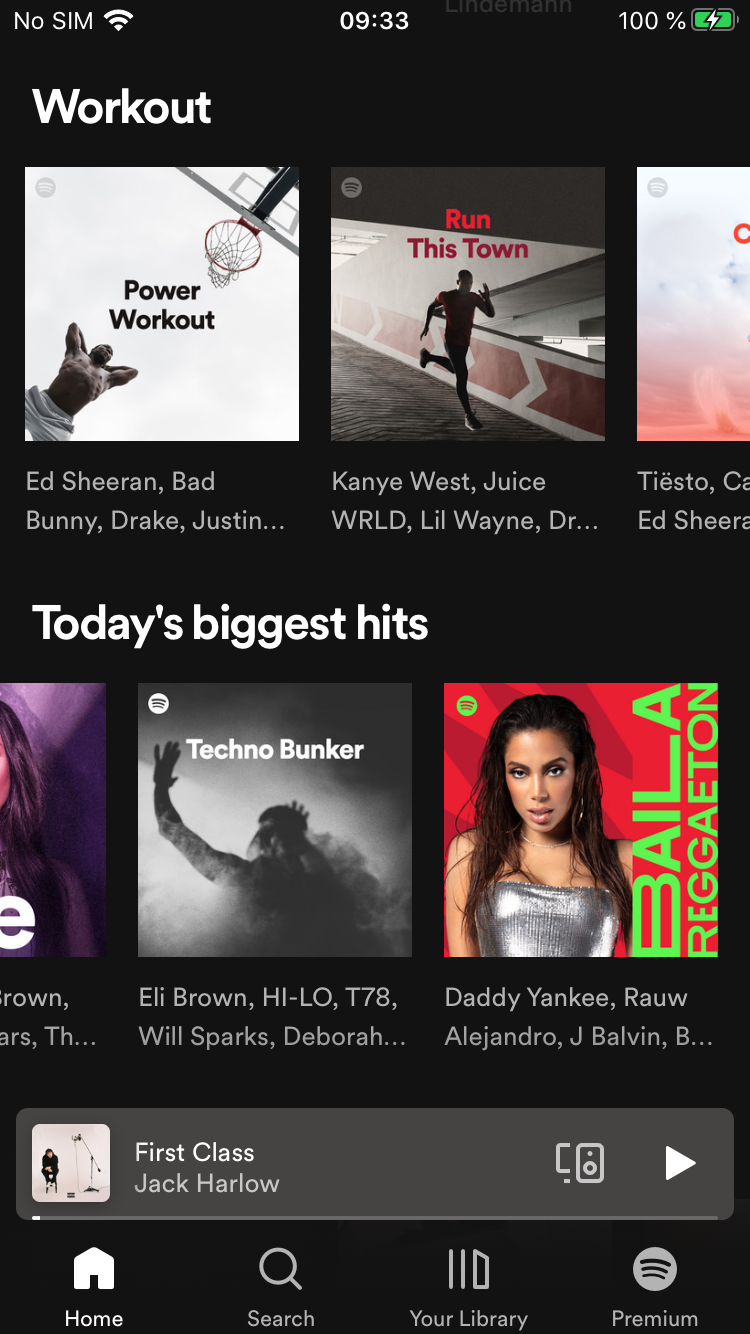 Lindemann
No SIM 09:33 100 %
Workout
Power
Workout
Run
This Town
Ed Sheeran, Bad
Bunny, Drake, Justin...
Kanye West, Juice
WRLD, Lil Wayne, Dr...
Tiësto, Ca
Ed Sheera
Today's biggest hits
e
Techno Bunker
BAILA
REGGAETON
Brown,
ars, Th...
Eli Brown, HI-LO, T78,
Will Sparks, Deborah...
Daddy Yankee, Rauw
Alejandro, J Balvin, B...
First Class
Jack Harlow
Home Search Your Library Premium